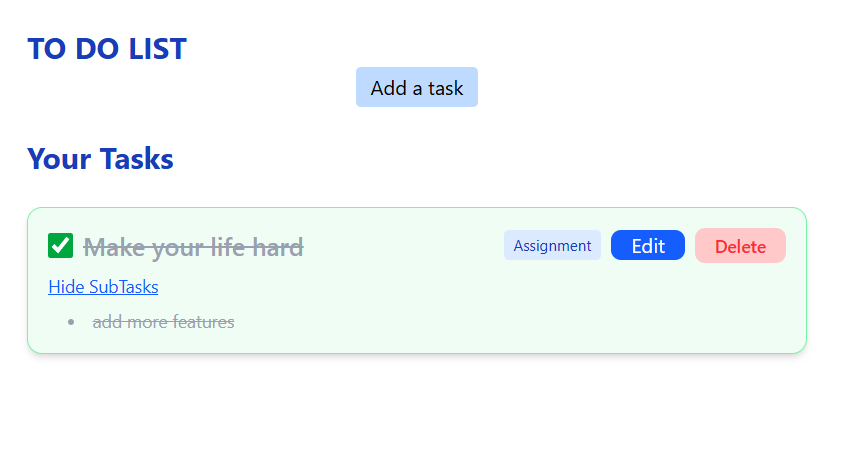 TO DO LIST
Add a task
Your Tasks
Make your life hard Assignment Edit Delete
Hide SubTasks
add more features